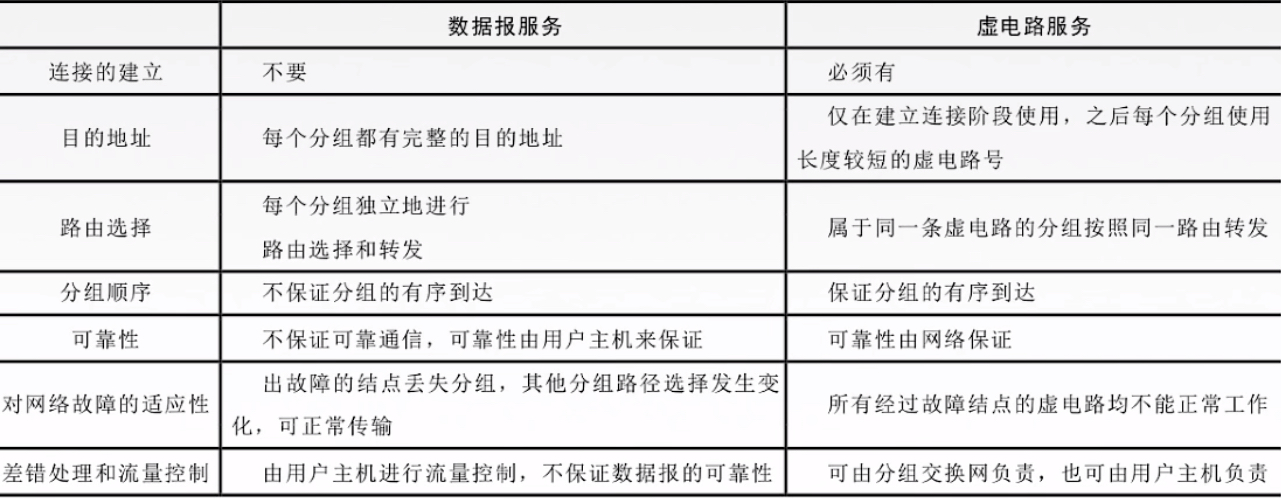 数据报服务 虚电路服务
连接的建立 不要 必须有
目的地址 每个分组都有完整的目的地址 仅在建立连接阶段使用，之后每个分组使用
长度较短的虚电路号
路由选择 每个分组独立地进行
路由选择和转发 属于同一条虚电路的分组按照同一路由转发
分组顺序 不保证分组的有序到达 保证分组的有序到达
可靠性 不保证可靠通信，可靠性由用户主机来保证 可靠性由网络保证
对网络故障的适应性 出故障的结点丢失分组，其他分组路径选择发生变
化，可正常传输 所有经过故障结点的虚电路均不能正常工作
差错处理和流量控制 由用户主机进行流量控制，不保证数据报的可靠性 可由分组交换网负责，也可由用户主机负责